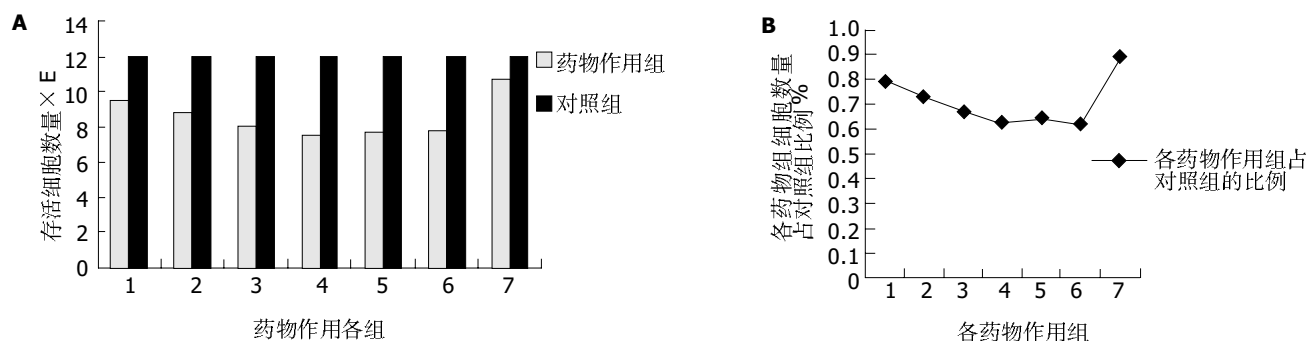 A
14
12
10
8
6
4
2
0
存活细胞数量×E
1 2 3 4 5 6 7
药物作用各组
药物作用组
对照组
B
1.0
0.9
0.8
0.7
0.6
0.5
0.4
0.3
0.2
0.1
0
各药物组细胞数量
占对照组比例%
1 2 3 4 5 6 7
各药物作用组
各药物作用组占
对照组的比例